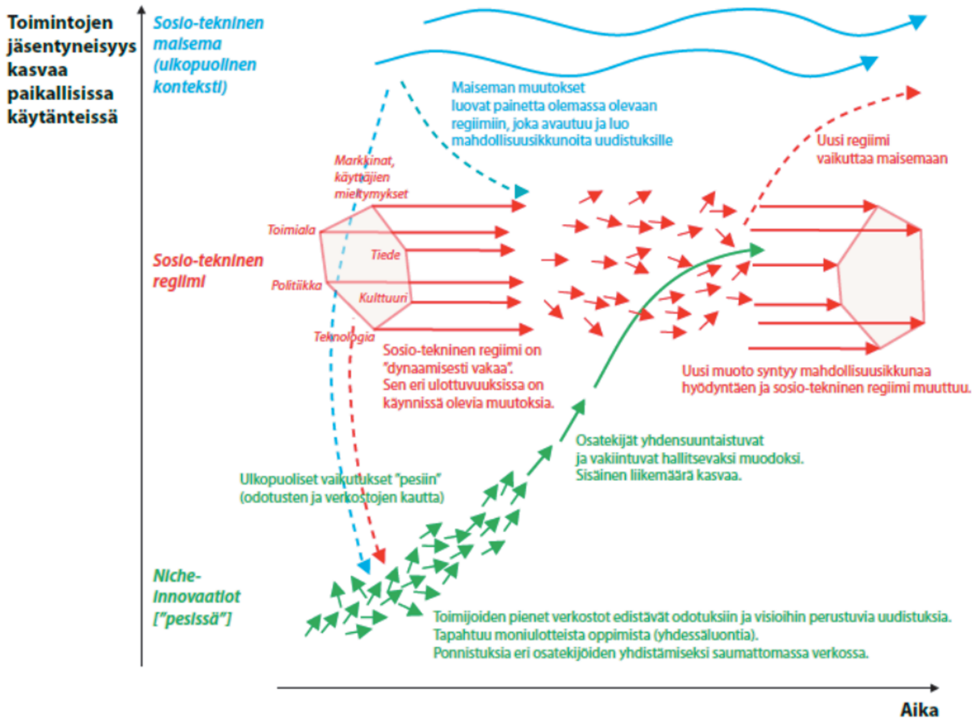 Toimintojen
jäsentyneisyys
kasvaa
paikallisissa
käytänteissä
Sosio-tekninen
maisema
(ulkopuolinen
konteksti)
Maiseman muutokset
luovat painetta olemassa olevaan
regiimiin, joka avautuu ja luo
mahdollisuusikkunoita uudistuksille
Uusi regiimi
vaikuttaa maisemaan
Markkinat,
käyttäjien
mieltymykset
Toimiala
Tiede
Sosio-tekninen
regiimi
Politiikka
Kulttuuri
Teknologia
Sosio-tekninen regiimi on
"dynaamisesti vakaa".
Sen eri ulottuvuuksissa on
käynnissä olevia muutoksia.
Uusi muoto syntyy mahdollisuusikkunaa
hyödyntäen ja sosio-tekninen regiimi muuttuu.
Osatekijät yhdensuuntaistuvat
ja vakiintuvat hallitsevaksi muodoksi.
Sisäinen liikemäärä kasvaa.
Ulkopuoliset vaikutukset "pesiin"
(odotusten ja verkostojen kautta)
Niche-
innovaatiot
["pesissä"]
Toimijoiden pienet verkostot edistävät odotuksiin ja visioihin perustuvia uudistuksia.
Tapahtuu moniulotteista oppimista (yhdessäluontia).
Ponnistuksia eri osatekijöiden yhdistämiseksi saumattomassa verkossa.
Aika